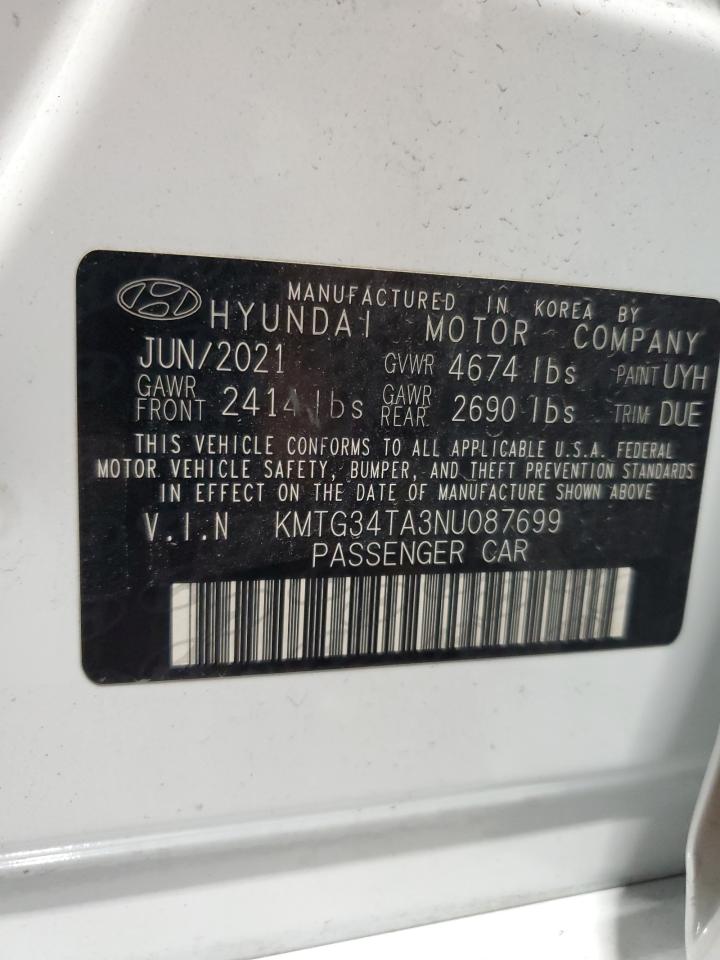 MANUFACTURED IN KOREA BY
HYUNDAI MOTOR COMPANY
JUN/2021 GVWR 4674 lbs PAINT UYH
GAWR FRONT 2414 lbs GAWR REAR 2690 lbs TRIM DUE
THIS VEHICLE CONFORMS TO ALL APPLICABLE U.S.A. FEDERAL
MOTOR VEHICLE SAFETY, BUMPER, AND THEFT PREVENTION STANDARDS
IN EFFECT ON THE DATE OF MANUFACTURE SHOWN ABOVE
V.I.N KMTG34TA3NU087699
PASSENGER CAR